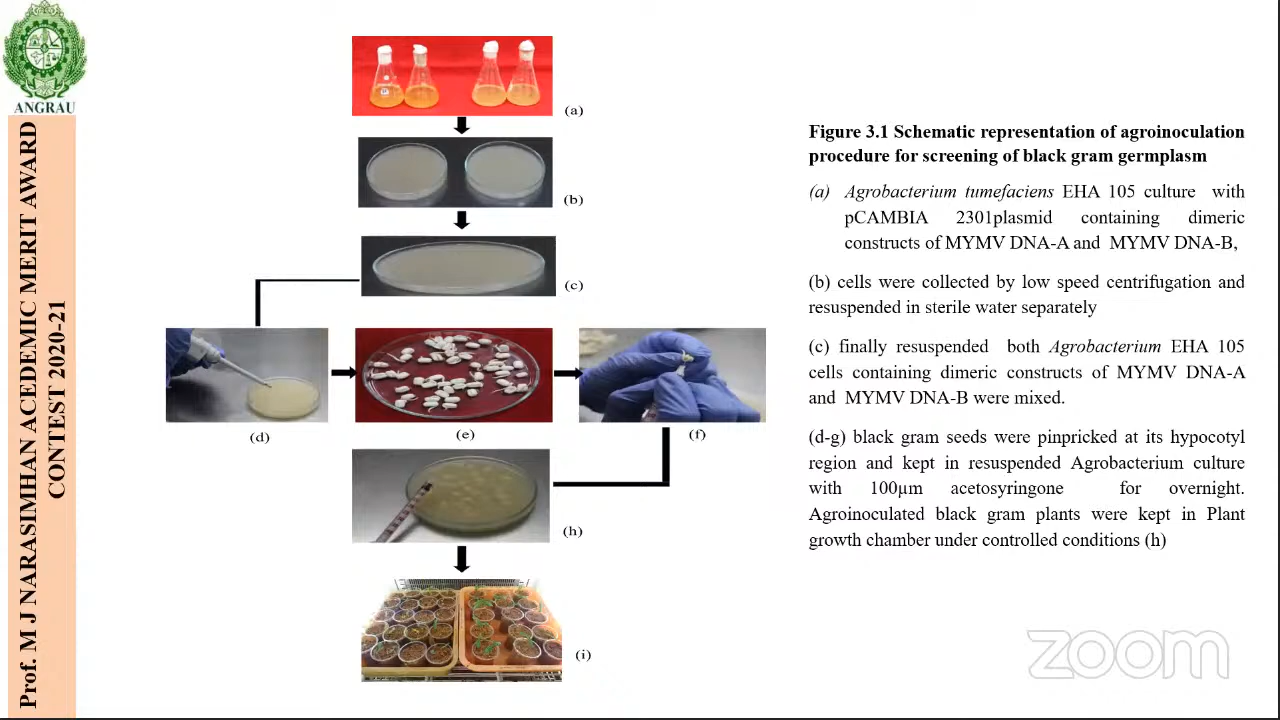 ANGRAU
Prof. M J NARASIMHAN ACEDEMIC MERIT AWARD
CONTEST 2020-21
(a)
(b)
(c)
(d)
(e)
(f)
(h)
(i)
Figure 3.1 Schematic representation of agroinoculation
procedure for screening of black gram germplasm
(a) Agrobacterium tumefaciens EHA 105 culture with
pCAMBIA 2301plasmid containing dimeric
constructs of MYMV DNA-A and MYMV DNA-B,
(b) cells were collected by low speed centrifugation and
resuspended in sterile water separately
(c) finally resuspended both Agrobacterium EHA 105
cells containing dimeric constructs of MYMV DNA-A
and MYMV DNA-B were mixed.
(d-g) black gram seeds were pinpricked at its hypocotyl
region and kept in resuspended Agrobacterium culture
with 100µm acetosyringone for overnight.
Agroinoculated black gram plants were kept in Plant
growth chamber under controlled conditions (h)
zoom